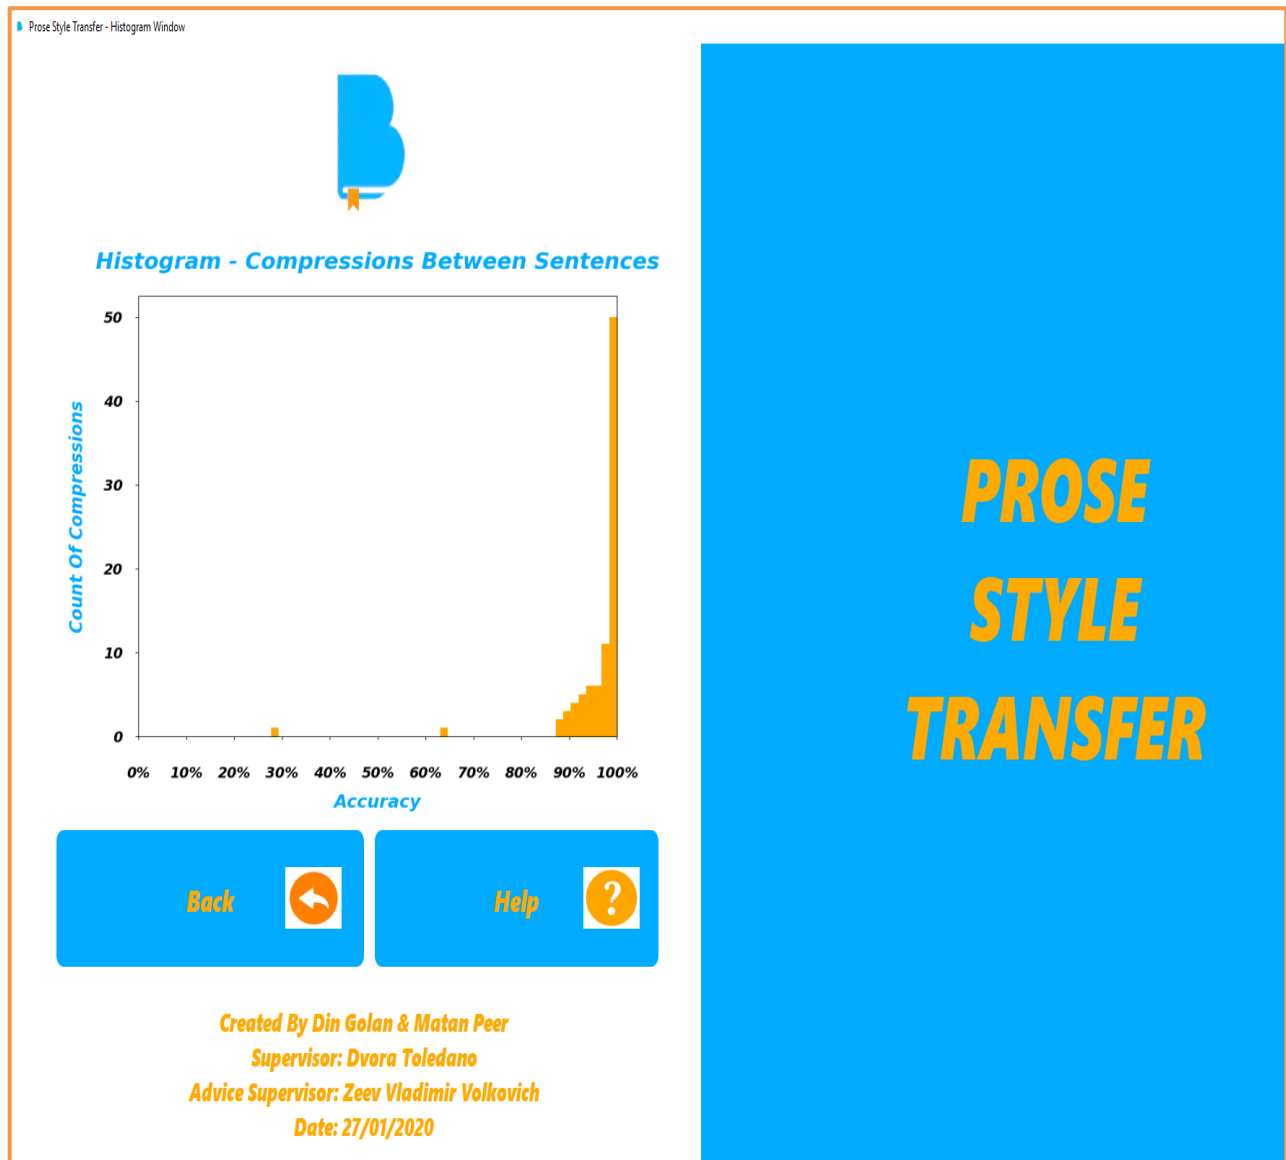 Prose Style Transfer - Histogram Window
Histogram - Compressions Between Sentences
Count Of Compressions
50
40
30
20
10
0
0% 10% 20% 30% 40% 50% 60% 70% 80% 90% 100%
Accuracy
Back
Help
?
Created By Din Golan & Matan Peer
Supervisor: Dvora Toledano
Advice Supervisor: Zeev Vladimir Volkovich
Date: 27/01/2020
PROSE
STYLE
TRANSFER